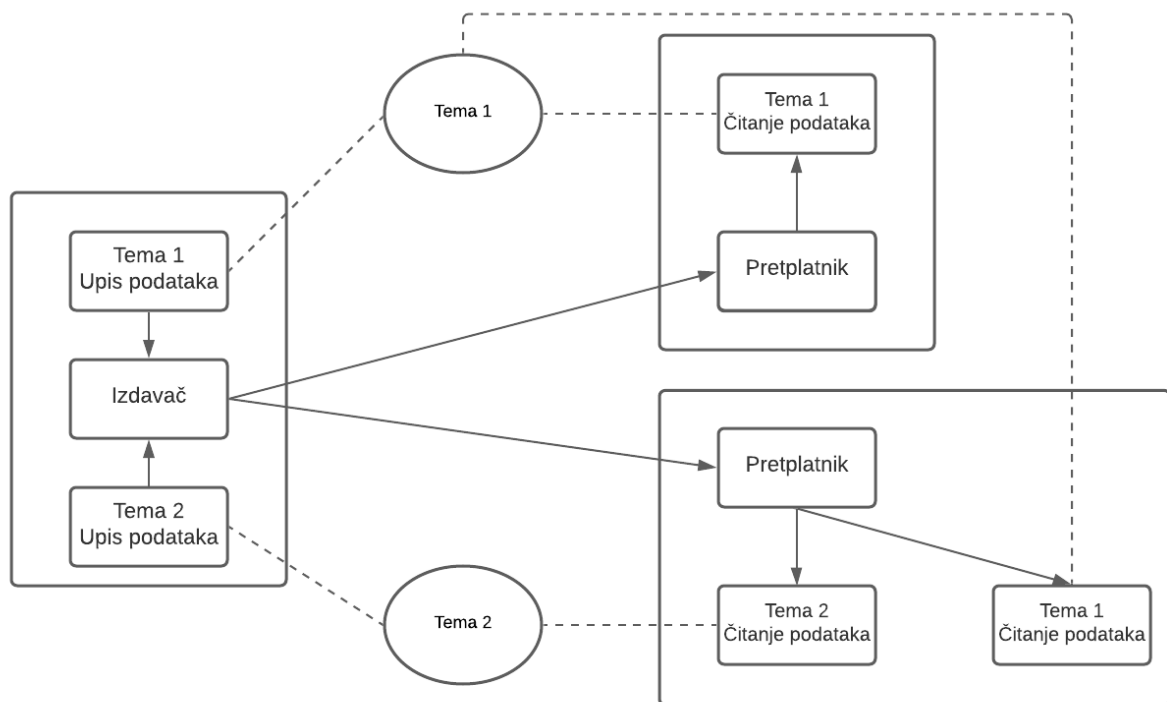 Tema 1
Tema 1
Čitanje podataka
Tema 1
Upis podataka
Pretplatnik
Izdavač
Pretplatnik
Tema 2
Upis podataka
Tema 2
Tema 2
Čitanje podataka
Tema 1
Čitanje podataka